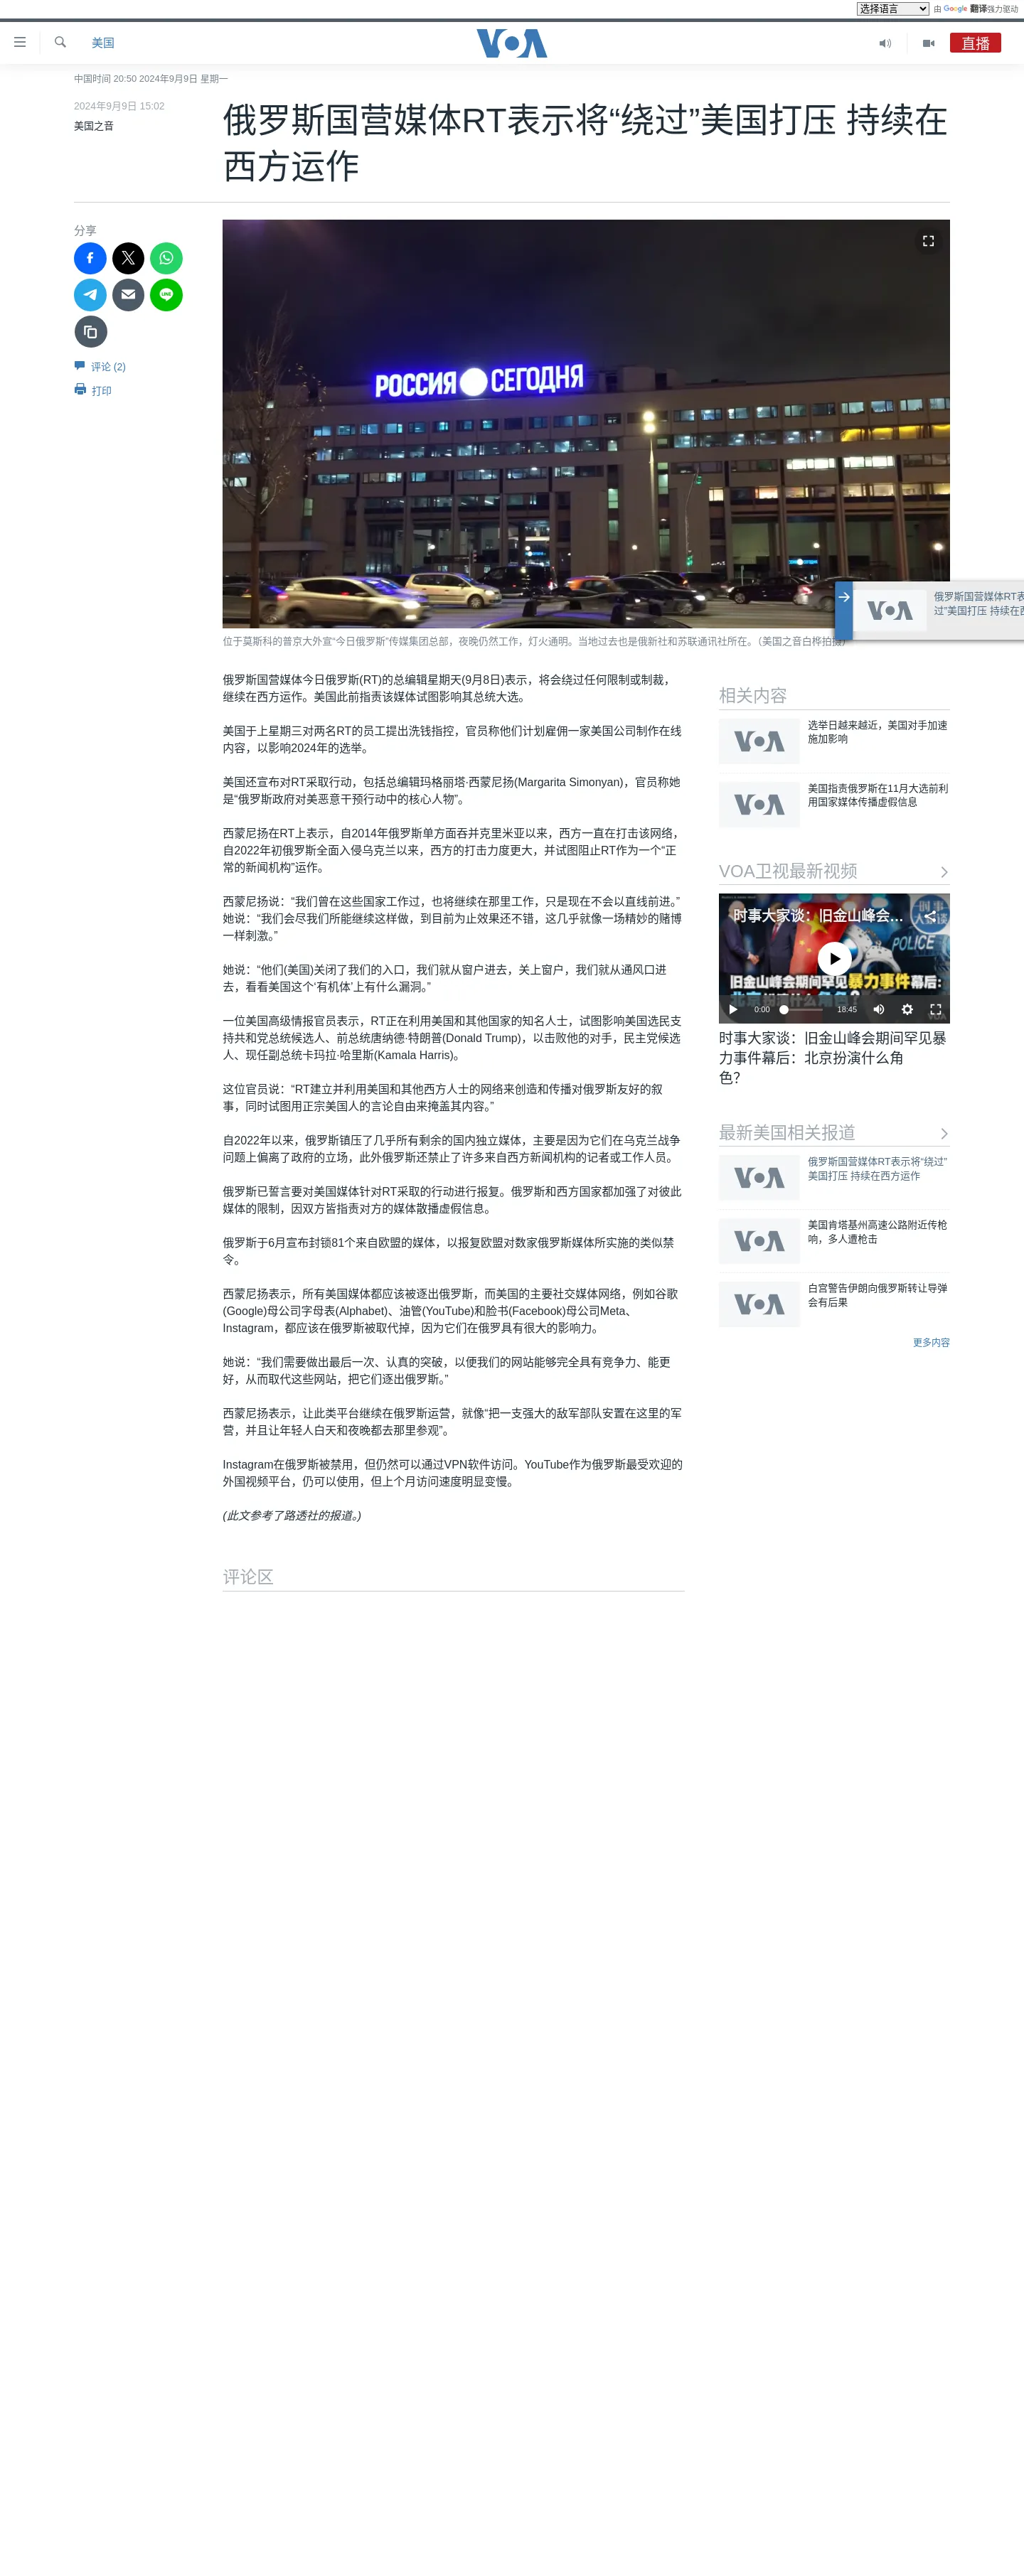 选择语言 由 Google 翻译强力驱动
美国
VOA
直播
中国时间 20:50 2024年9月9日 星期一
2024年9月9日 15:02
美国之音
俄罗斯国营媒体RT表示将“绕过”美国打压 持续在
西方运作
分享
评论 (2)
打印
РОССИЯ СЕГОДНЯ
俄罗斯国营媒体RT表
过”美国打压 持续在西
VOA
位于莫斯科的普京大外宣“今日俄罗斯”传媒集团总部，夜晚仍然工作，灯火通明。当地过去也是俄新社和苏联通讯社所在。（美国之音白桦拍摄）
俄罗斯国营媒体今日俄罗斯(RT)的总编辑星期天(9月8日)表示，将会绕过任何限制或制裁，
继续在西方运作。美国此前指责该媒体试图影响其总统大选。
美国于上星期三对两名RT的员工提出洗钱指控，官员称他们计划雇佣一家美国公司制作在线
内容，以影响2024年的选举。
美国还宣布对RT采取行动，包括总编辑玛格丽塔·西蒙尼扬(Margarita Simonyan)，官员称她
是“俄罗斯政府对美恶意干预行动中的核心人物”。
西蒙尼扬在RT上表示，自2014年俄罗斯单方面吞并克里米亚以来，西方一直在打击该网络，
自2022年初俄罗斯全面入侵乌克兰以来，西方的打击力度更大，并试图阻止RT作为一个“正
常的新闻机构”运作。
西蒙尼扬说：“我们曾在这些国家工作过，也将继续在那里工作，只是现在不会以直线前进。”
她说：“我们会尽我们所能继续这样做，到目前为止效果还不错，这几乎就像一场精妙的赌博
一样刺激。”
她说：“他们(美国)关闭了我们的入口，我们就从窗户进去，关上窗户，我们就从通风口进
去，看看美国这个‘有机体’上有什么漏洞。”
一位美国高级情报官员表示，RT正在利用美国和其他国家的知名人士，试图影响美国选民支
持共和党总统候选人、前总统唐纳德·特朗普(Donald Trump)，以击败他的对手，民主党候选
人、现任副总统卡玛拉·哈里斯(Kamala Harris)。
这位官员说：“RT建立并利用美国和其他西方人士的网络来创造和传播对俄罗斯友好的叙
事，同时试图用正宗美国人的言论自由来掩盖其内容。”
自2022年以来，俄罗斯镇压了几乎所有剩余的国内独立媒体，主要是因为它们在乌克兰战争
问题上偏离了政府的立场，此外俄罗斯还禁止了许多来自西方新闻机构的记者或工作人员。
俄罗斯已誓言要对美国媒体针对RT采取的行动进行报复。俄罗斯和西方国家都加强了对彼此
媒体的限制，因双方皆指责对方的媒体散播虚假信息。
俄罗斯于6月宣布封锁81个来自欧盟的媒体，以报复欧盟对数家俄罗斯媒体所实施的类似禁
令。
西蒙尼扬表示，所有美国媒体都应该被逐出俄罗斯，而美国的主要社交媒体网络，例如谷歌
(Google)母公司字母表(Alphabet)、油管(YouTube)和脸书(Facebook)母公司Meta、
Instagram，都应该在俄罗斯被取代掉，因为它们在俄罗具有很大的影响力。
她说：“我们需要做出最后一次、认真的突破，以便我们的网站能够完全具有竞争力、能更
好，从而取代这些网站，把它们逐出俄罗斯。”
西蒙尼扬表示，让此类平台继续在俄罗斯运营，就像“把一支强大的敌军部队安置在这里的军
营，并且让年轻人白天和夜晚都去那里参观”。
Instagram在俄罗斯被禁用，但仍然可以通过VPN软件访问。YouTube作为俄罗斯最受欢迎的
外国视频平台，仍可以使用，但上个月访问速度明显变慢。
(此文参考了路透社的报道。)
评论区
相关内容
VOA
选举日越来越近，美国对手加速
施加影响
VOA
美国指责俄罗斯在11月大选前利
用国家媒体传播虚假信息
VOA卫视最新视频
时事大家谈：旧金山峰会...
时事
大家谈
POLICE
旧金山峰会期间罕见暴力事件幕后：
0:00
18:45
VOA
时事大家谈：旧金山峰会期间罕见暴
力事件幕后：北京扮演什么角
色？
最新美国相关报道
VOA
俄罗斯国营媒体RT表示将“绕过”
美国打压 持续在西方运作
VOA
美国肯塔基州高速公路附近传枪
响，多人遭枪击
VOA
白宫警告伊朗向俄罗斯转让导弹
会有后果
更多内容